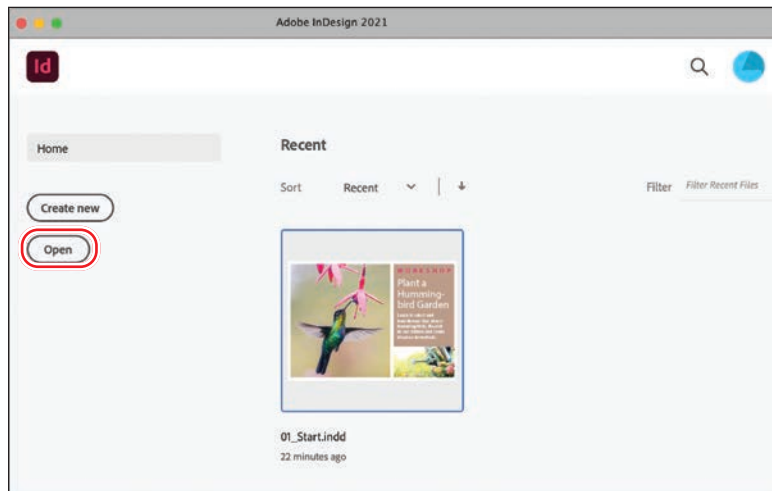 Adobe InDesign 2021
Id
Home
Recent
Sort Recent Filter Filter Recent Files
Create new
Open
WORKSHOP
Plant a
Humming-
bird Garden
01_Start.indd
22 minutes ago